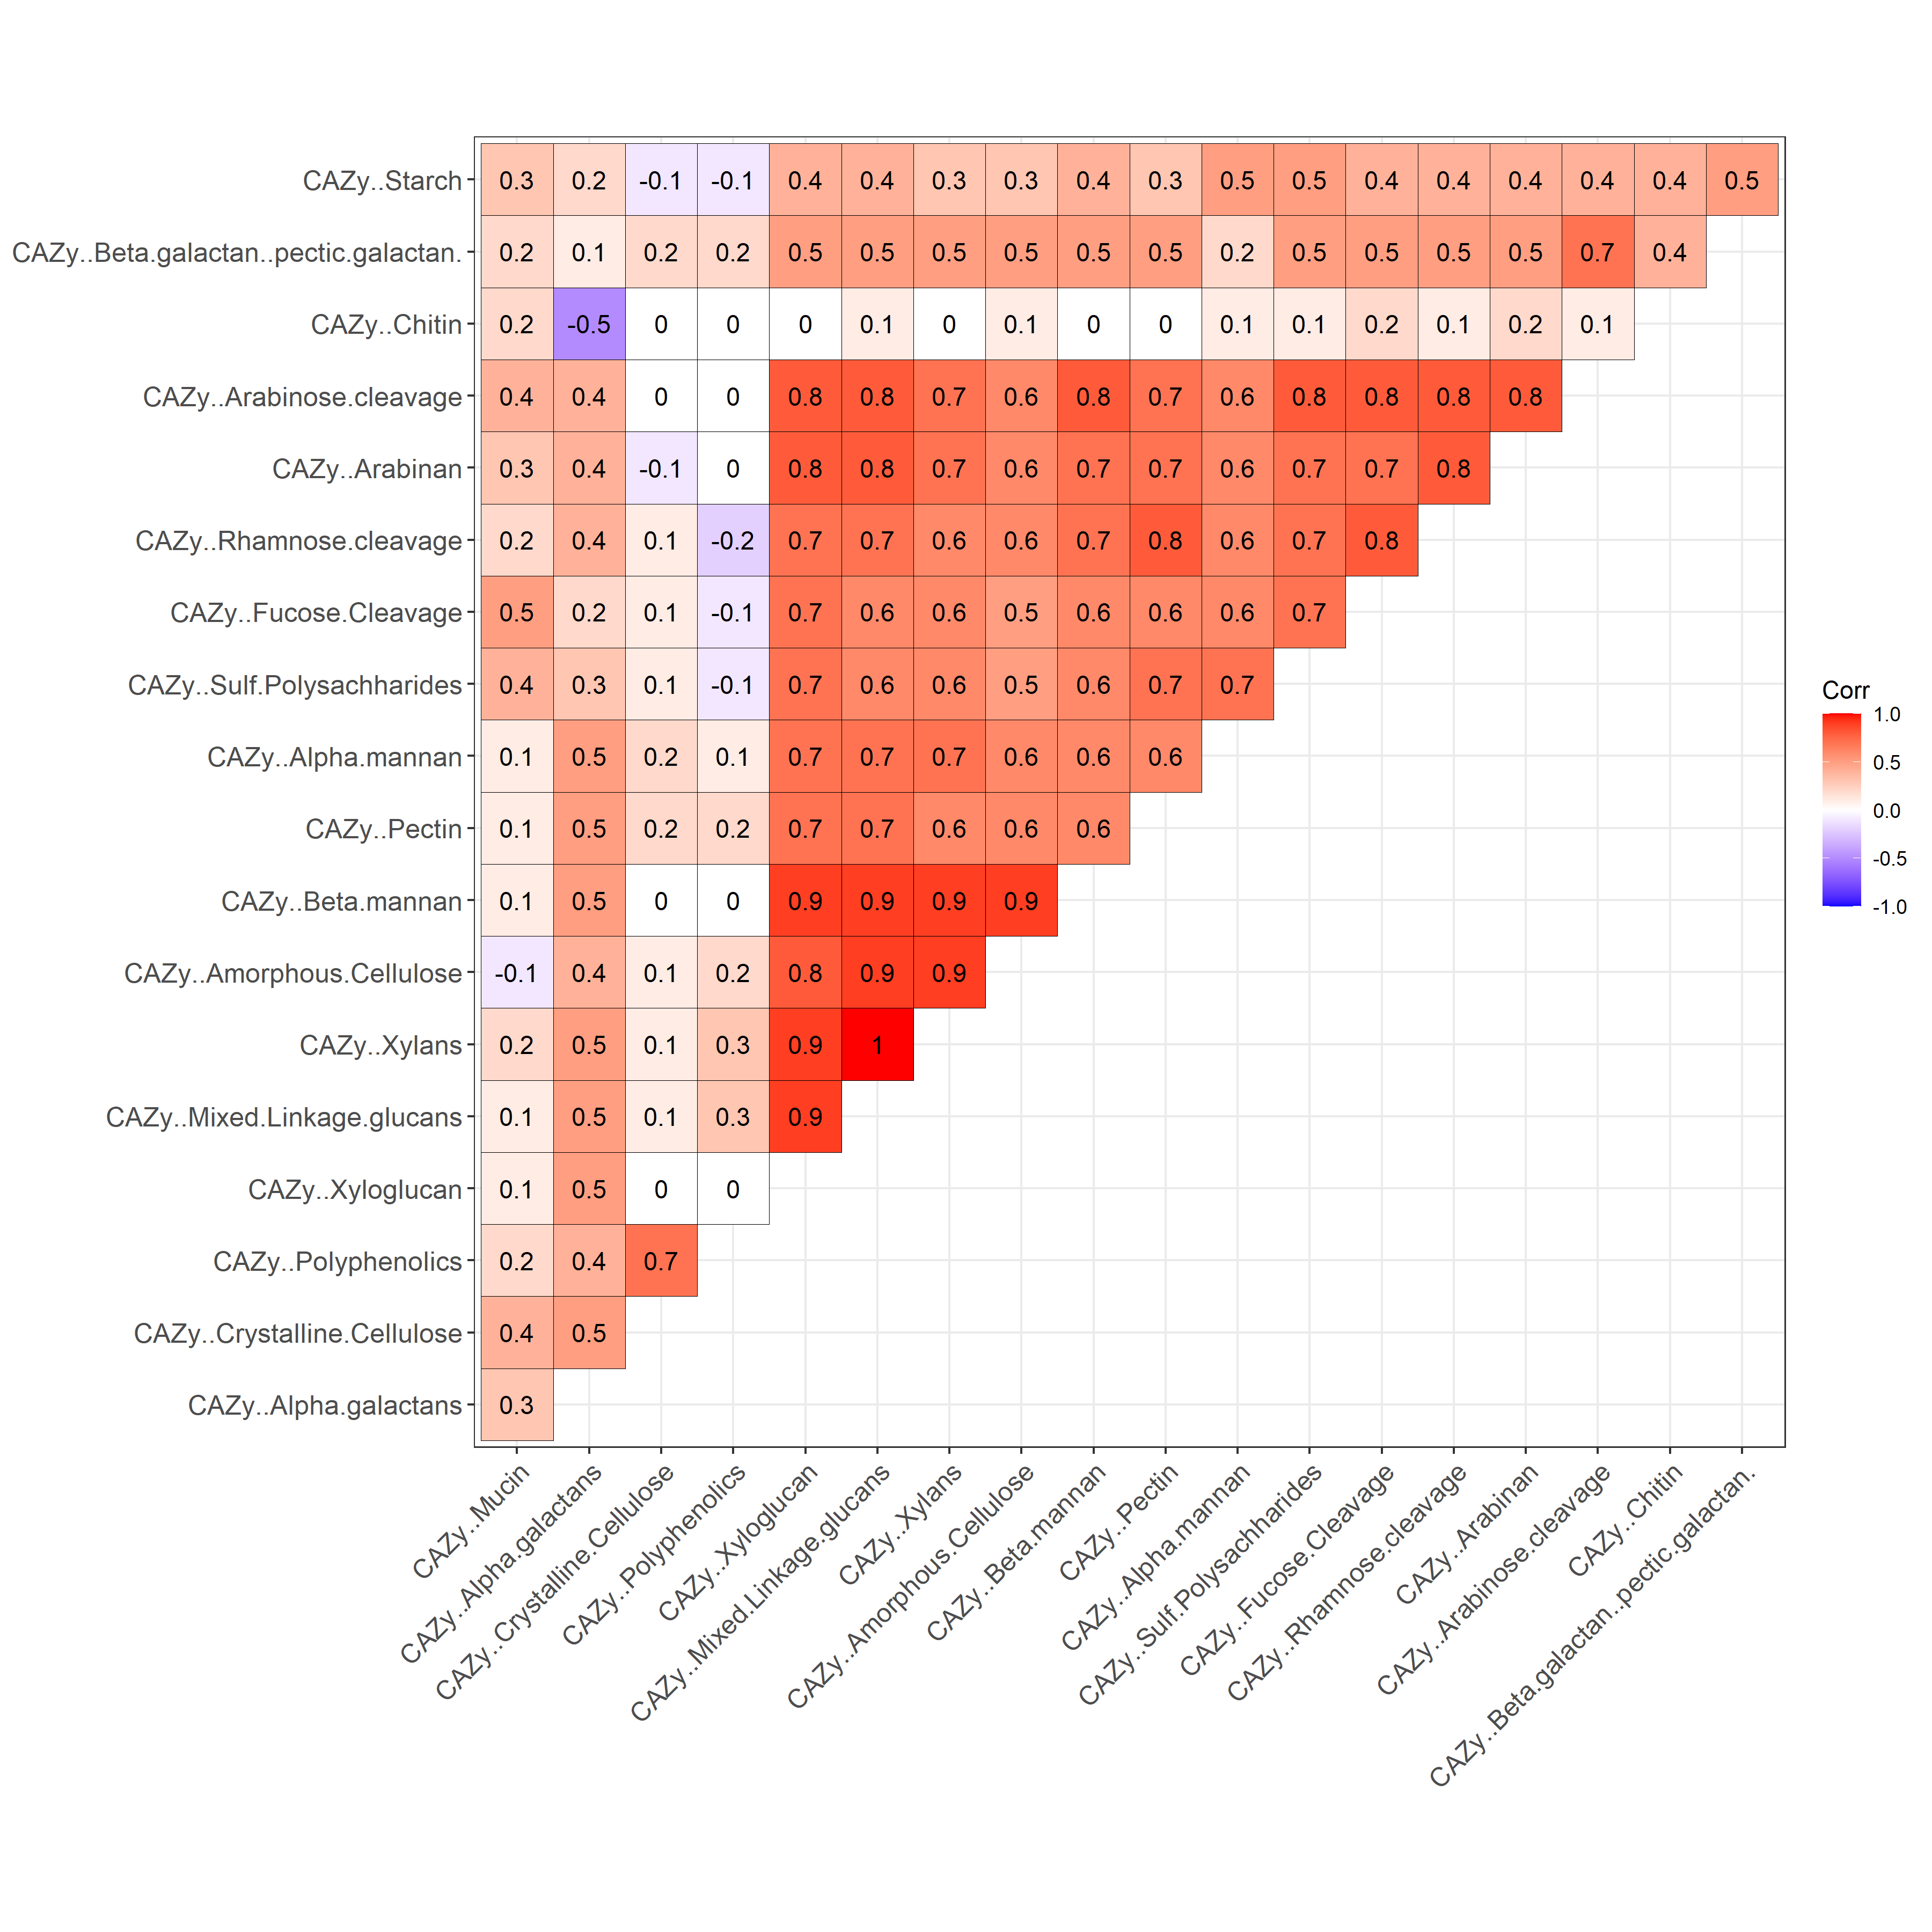 CAZy..Starch 0.3 0.2 -0.1 -0.1 0.4 0.4 0.3 0.3 0.4 0.3 0.5 0.5 0.4 0.4 0.4 0.4 0.4 0.5
CAZy..Beta.galactan..pectic.galactan. 0.2 0.1 0.2 0.2 0.5 0.5 0.5 0.5 0.5 0.5 0.2 0.5 0.5 0.5 0.5 0.7 0.4
CAZy..Chitin 0.2 -0.5 0 0 0 0.1 0 0.1 0 0 0.1 0.1 0.2 0.1 0.2 0.1
CAZy..Arabinose.cleavage 0.4 0.4 0 0 0.8 0.8 0.7 0.6 0.8 0.7 0.6 0.8 0.8 0.8 0.8
CAZy..Arabinan 0.3 0.4 -0.1 0 0.8 0.8 0.7 0.6 0.7 0.7 0.6 0.7 0.7 0.8
CAZy..Rhamnose.cleavage 0.2 0.4 0.1 -0.2 0.7 0.7 0.6 0.6 0.7 0.8 0.6 0.7 0.8
CAZy..Fucose.Cleavage 0.5 0.2 0.1 -0.1 0.7 0.6 0.6 0.5 0.6 0.6 0.6 0.7
CAZy..Sulf.Polysachharides 0.4 0.3 0.1 -0.1 0.7 0.6 0.6 0.5 0.6 0.7 0.7
CAZy..Alpha.mannan 0.1 0.5 0.2 0.1 0.7 0.7 0.7 0.6 0.6 0.6
CAZy..Pectin 0.1 0.5 0.2 0.2 0.7 0.7 0.6 0.6 0.6
CAZy..Beta.mannan 0.1 0.5 0 0 0.9 0.9 0.9 0.9
CAZy..Amorphous.Cellulose -0.1 0.4 0.1 0.2 0.8 0.9 0.9
CAZy..Xylans 0.2 0.5 0.1 0.3 0.9 1
CAZy..Mixed.Linkage.glucans 0.1 0.5 0.1 0.3 0.9
CAZy..Xyloglucan 0.1 0.5 0 0
CAZy..Polyphenolics 0.2 0.4 0.7
CAZy..Crystalline.Cellulose 0.4 0.5
CAZy..Alpha.galactans 0.3
CAZy..Mucin
CAZy..Alpha.galactans
CAZy..Crystalline.Cellulose
CAZy..Polyphenolics
CAZy..Xyloglucan
CAZy..Mixed.Linkage.glucans
CAZy..Xylans
CAZy..Amorphous.Cellulose
CAZy..Beta.mannan
CAZy..Pectin
CAZy..Alpha.mannan
CAZy..Sulf.Polysachharides
CAZy..Fucose.Cleavage
CAZy..Rhamnose.cleavage
CAZy..Arabinan
CAZy..Arabinose.cleavage
CAZy..Chitin
CAZy..Beta.galactan..pectic.galactan.
Corr
1.0
0.5
0.0
-0.5
-1.0